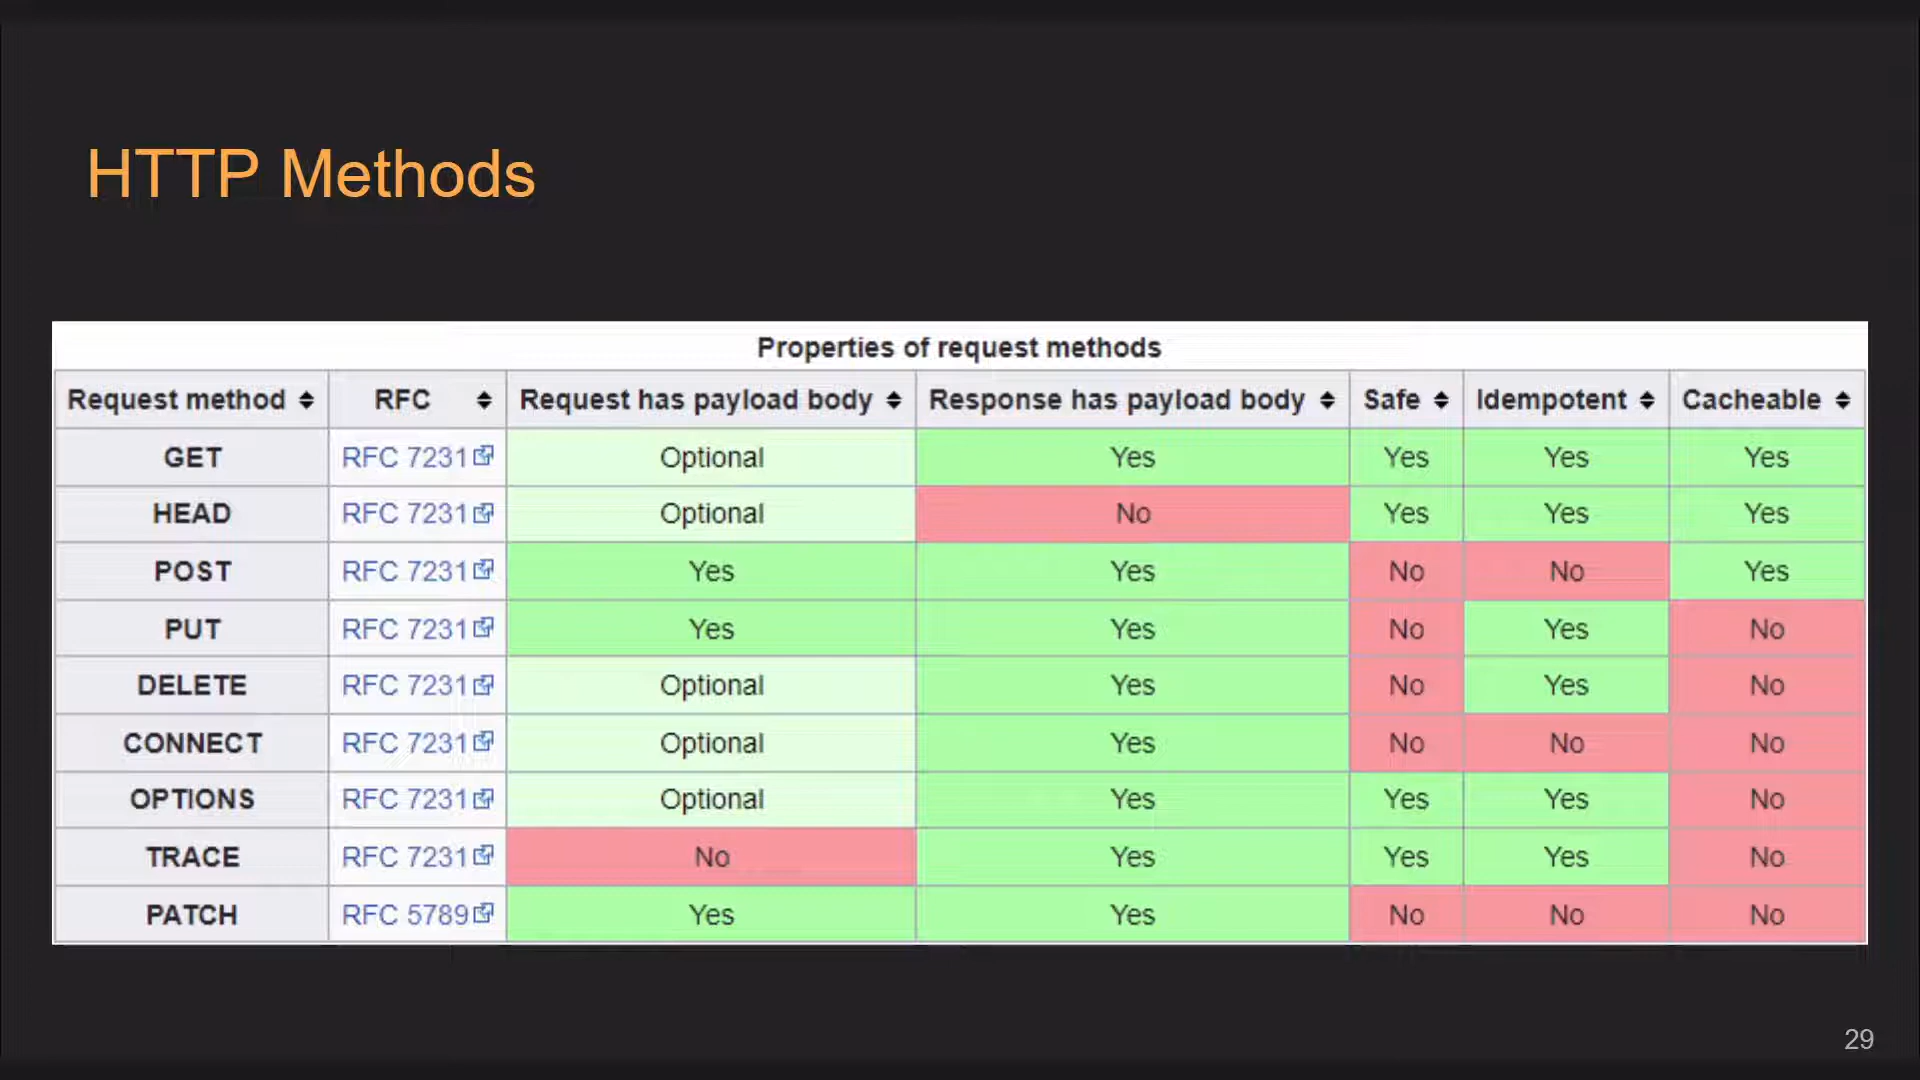 HTTP Methods
Properties of request methods
Request method RFC Request has payload body Response has payload body Safe Idempotent Cacheable
GET RFC 7231 Optional Yes Yes Yes Yes
HEAD RFC 7231 Optional No Yes Yes Yes
POST RFC 7231 Yes Yes No No Yes
PUT RFC 7231 Yes Yes No Yes No
DELETE RFC 7231 Optional Yes No Yes No
CONNECT RFC 7231 Optional Yes No No No
OPTIONS RFC 7231 Optional Yes Yes Yes No
TRACE RFC 7231 No Yes Yes Yes No
PATCH RFC 5789 Yes Yes No No No
29